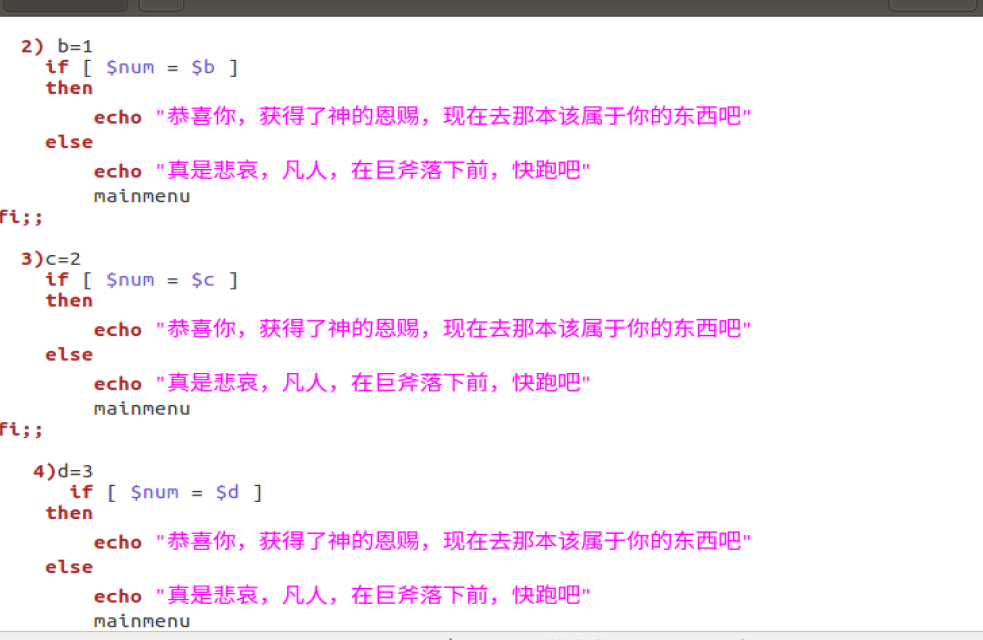 2) b=1
if [ $num = $b ]
then
echo "恭喜你，获得了神的恩赐，现在去那本该属于你的东西吧"
else
echo "真是悲哀，凡人，在巨斧落下前，快跑吧"
mainmenu
fi;;
3)c=2
if [ $num = $c ]
then
echo "恭喜你，获得了神的恩赐，现在去那本该属于你的东西吧"
else
echo "真是悲哀，凡人，在巨斧落下前，快跑吧"
mainmenu
fi;;
4)d=3
if [ $num = $d ]
then
echo "恭喜你，获得了神的恩赐，现在去那本该属于你的东西吧"
else
echo "真是悲哀，凡人，在巨斧落下前，快跑吧"
mainmenu